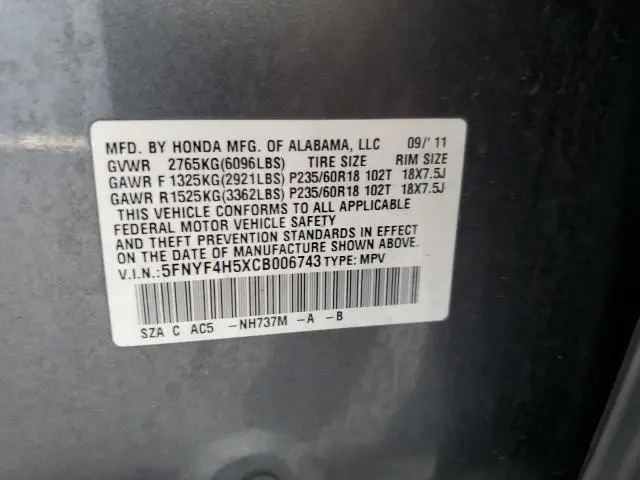 MFD. BY HONDA MFG. OF ALABAMA, LLC 09/'11
GVWR 2765KG(6096LBS) TIRE SIZE RIM SIZE
GAWR F 1325KG(2921LBS) P235/60R18 102T 18X7.5J
GAWR R 1525KG(3362LBS) P235/60R18 102T 18X7.5J
THIS VEHICLE CONFORMS TO ALL APPLICABLE
FEDERAL MOTOR VEHICLE SAFETY
AND THEFT PREVENTION STANDARDS IN EFFECT
ON THE DATE OF MANUFACTURE SHOWN ABOVE.
V.I.N.:5FNYF4H5XCB006743 TYPE: MPV
SZA C AC5 -NH737M -A -B